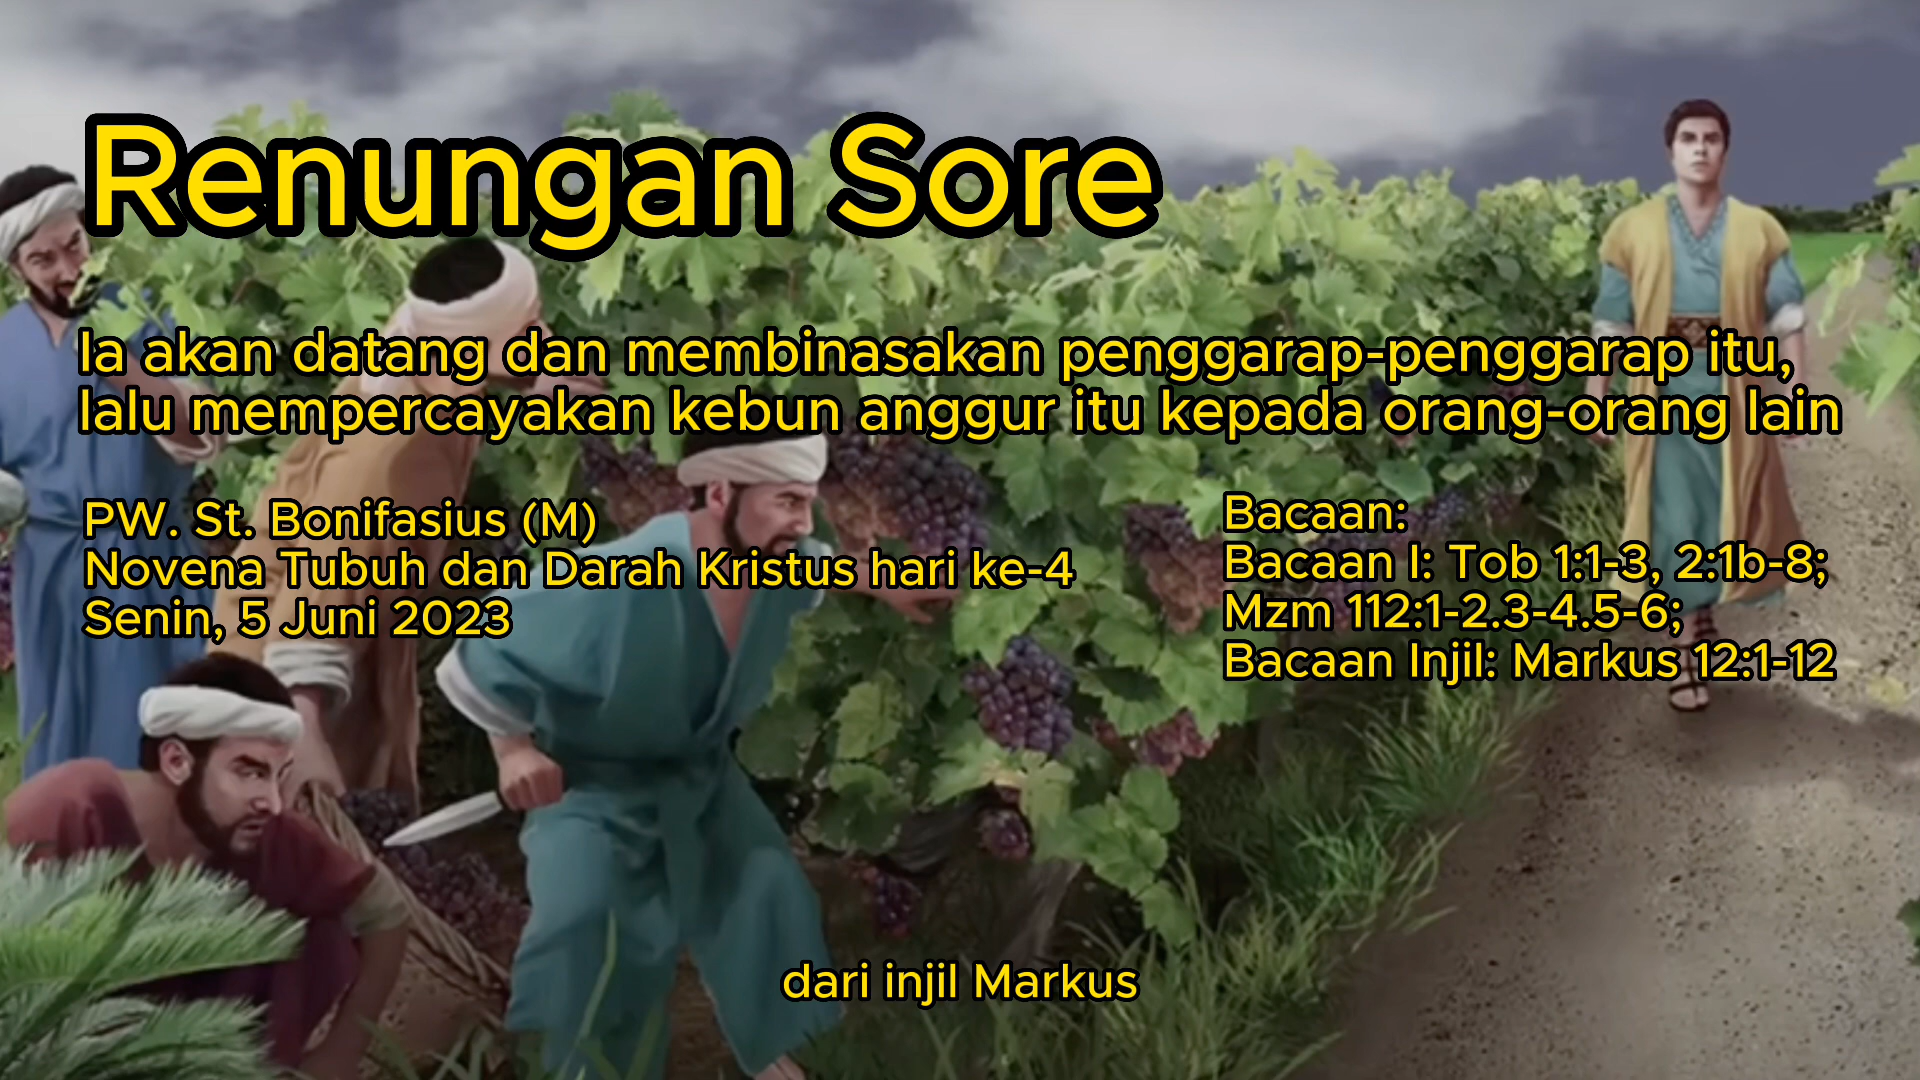 Renungan Sore
Ia akan datang dan membinasakan penggarap-penggarap itu,
lalu mempercayakan kebun anggur itu kepada orang-orang lain
PW. St. Bonifasius (M)
Novena Tubuh dan Darah Kristus hari ke-4
Senin, 5 Juni 2023
Bacaan:
Bacaan I: Tob 1:1-3, 2:1b-8;
Mzm 112:1-2.3-4.5-6;
Bacaan Injil: Markus 12:1-12
dari injil Markus